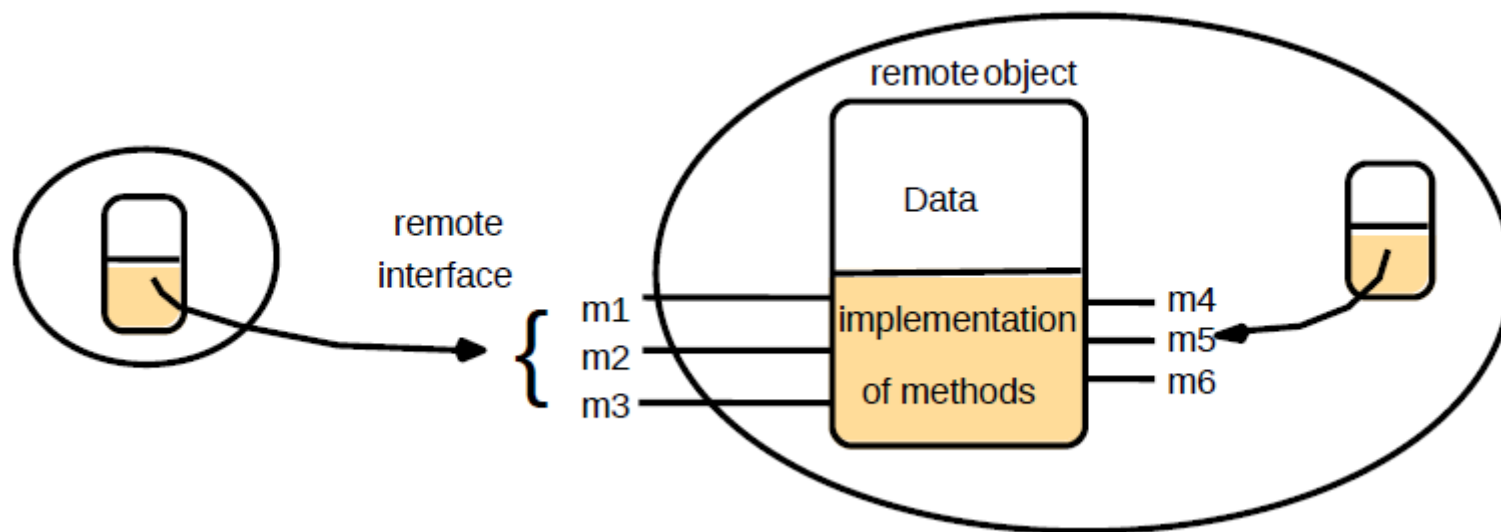 remote object
Data
remote
interface
{
m1
m2
m3
implementation
of methods
m4
m5
m6